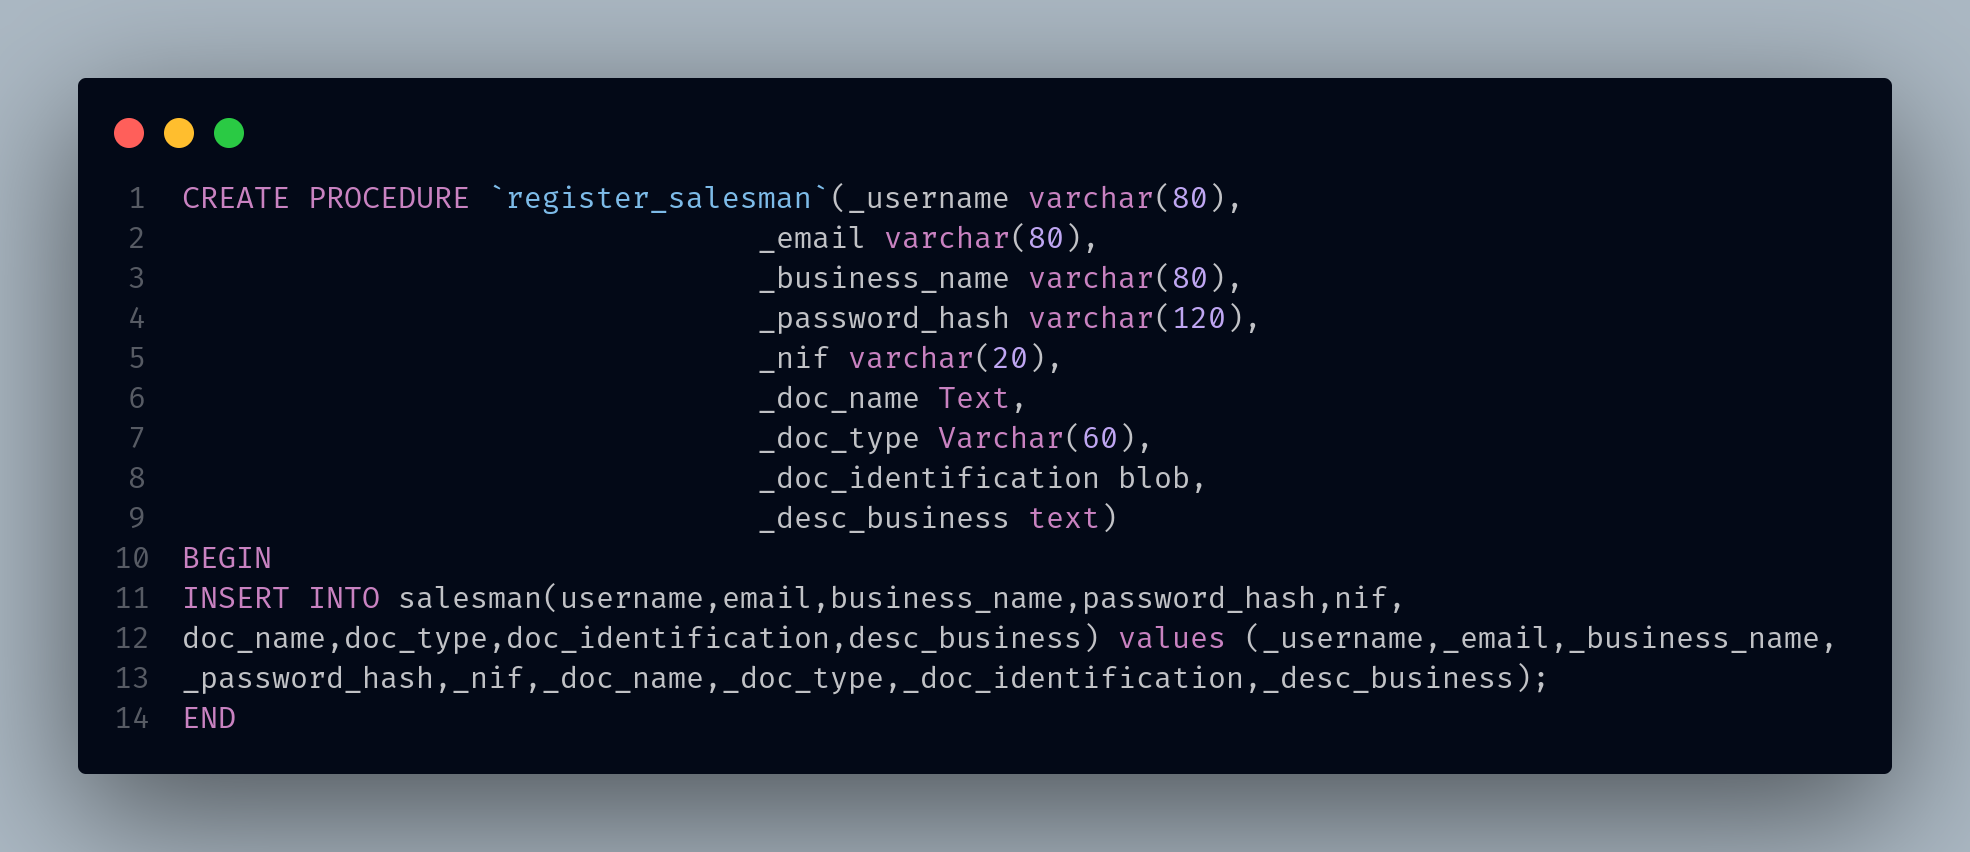 1 CREATE PROCEDURE `register_salesman`(_username varchar(80),
2 _email varchar(80),
3 _business_name varchar(80),
4 _password_hash varchar(120),
5 _nif varchar(20),
6 _doc_name Text,
7 _doc_type Varchar(60),
8 _doc_identification blob,
9 _desc_business text)
10 BEGIN
11 INSERT INTO salesman(username,email,business_name,password_hash,nif,
12 doc_name,doc_type,doc_identification,desc_business) values (_username,_email,_business_name,
13 _password_hash,_nif,_doc_name,_doc_type,_doc_identification,_desc_business);
14 END